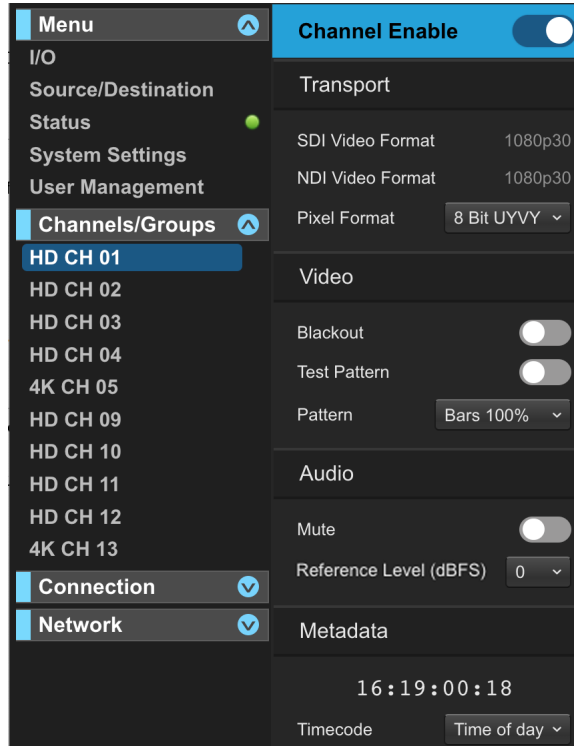 Menu
I/O
Source/Destination
Status
System Settings
User Management
Channels/Groups
HD CH 01
HD CH 02
HD CH 03
HD CH 04
4K CH 05
HD CH 09
HD CH 10
HD CH 11
HD CH 12
4K CH 13
Connection
Network
Channel Enable
Transport
SDI Video Format 1080p30
NDI Video Format 1080p30
Pixel Format 8 Bit UYVY
Video
Blackout
Test Pattern
Pattern Bars 100%
Audio
Mute
Reference Level (dBFS) 0
Metadata
16:19:00:18
Timecode Time of day